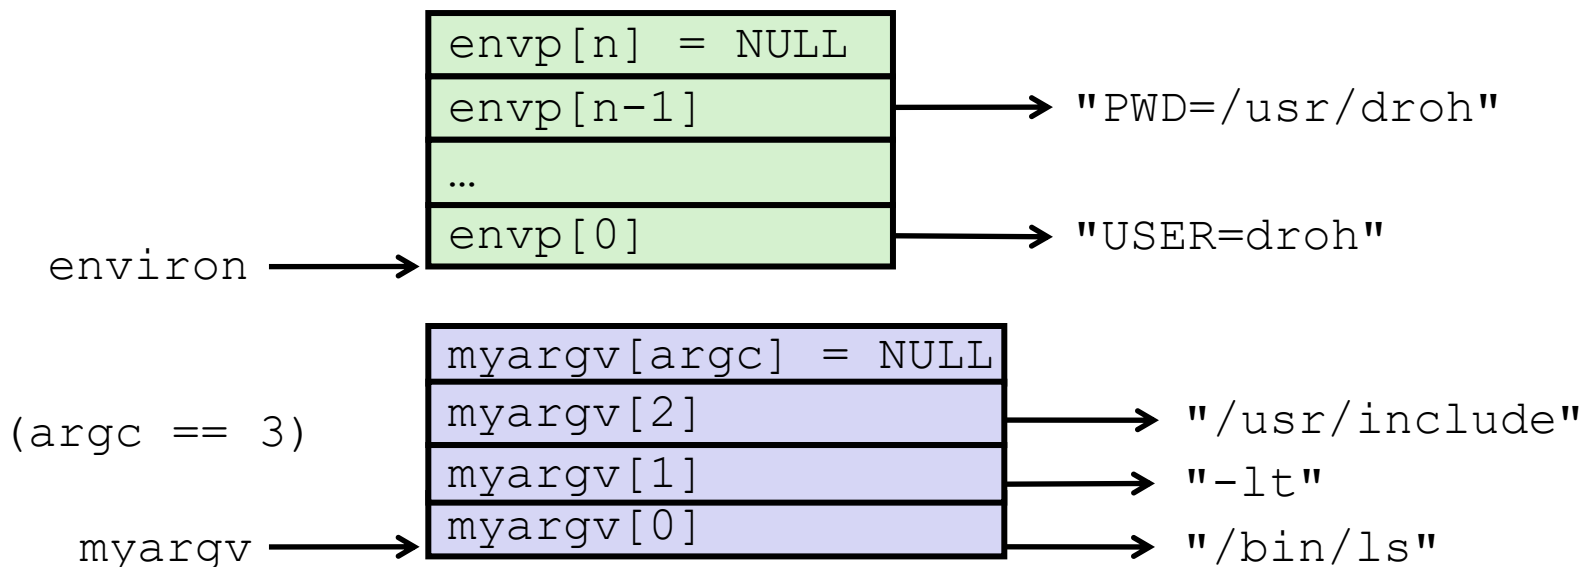 envp[n] = NULL
envp[n-1]
"PWD=/usr/droh"
…
envp[0]
"USER=droh"
environ
myargv[argc] = NULL
myargv[2]
"/usr/include"
(argc == 3)
myargv[1]
"-lt"
myargv[0]
"/bin/ls"
myargv